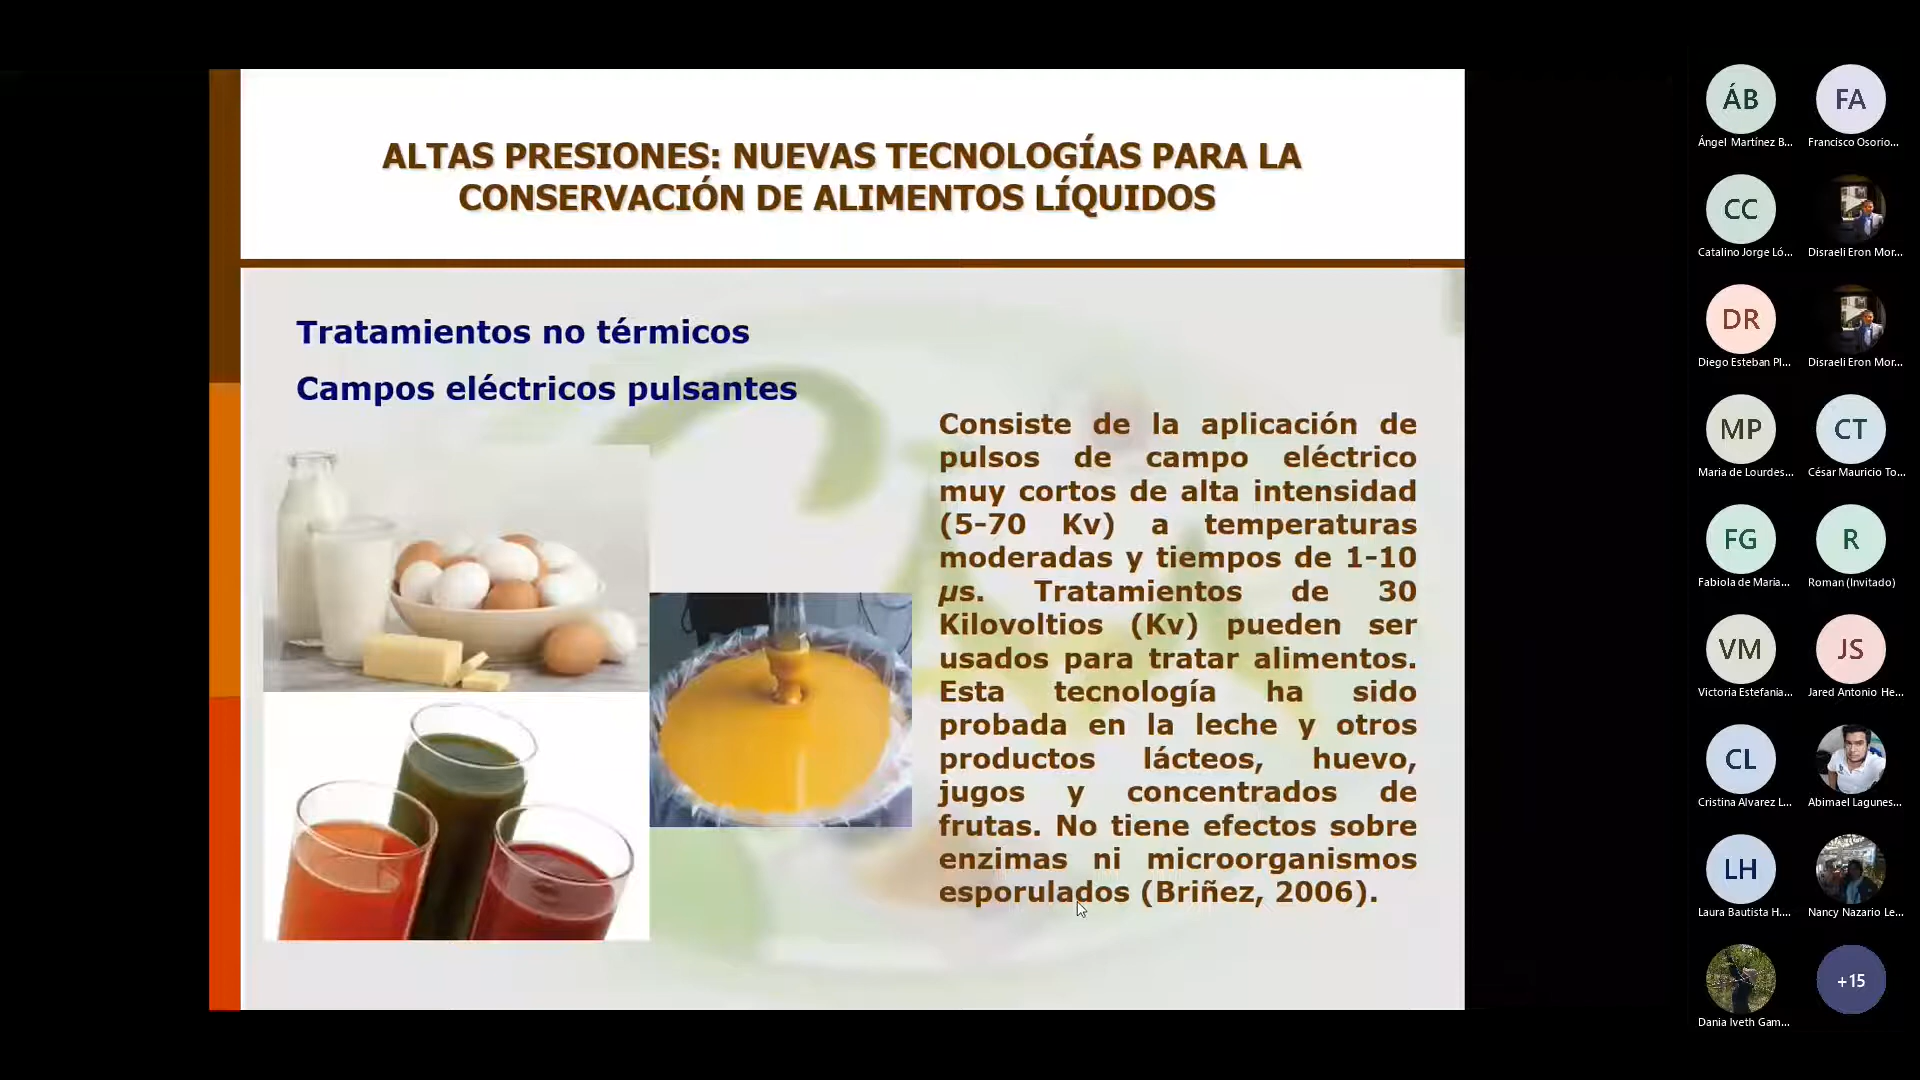 ALTAS PRESIONES: NUEVAS TECNOLOGÍAS PARA LA
CONSERVACIÓN DE ALIMENTOS LÍQUIDOS
Tratamientos no térmicos
Campos eléctricos pulsantes
Consiste de la aplicación de
pulsos de campo eléctrico
muy cortos de alta intensidad
(5-70 Kv) a temperaturas
moderadas y tiempos de 1-10
µs. Tratamientos de 30
Kilovoltios (Kv) pueden ser
usados para tratar alimentos.
Esta tecnología ha sido
probada en la leche y otros
productos lácteos, huevo,
jugos y concentrados de
frutas. No tiene efectos sobre
enzimas ni microorganismos
esporulados (Briñez, 2006).
ÁB FA
Ángel Martínez B... Francisco Osorio...
CC
Catalino Jorge Ló... Disraeli Eron Mor...
DR
Diego Esteban Pl... Disraeli Eron Mor...
MP CT
Maria de Lourdes... César Mauricio To...
FG R
Fabiola de Maria... Roman (Invitado)
VM JS
Victoria Estefania... Jared Antonio He...
CL
Cristina Alvarez L... Abimael Lagunes...
LH
Laura Bautista H.... Nancy Nazario Le...
+15
Dania Iveth Gam...